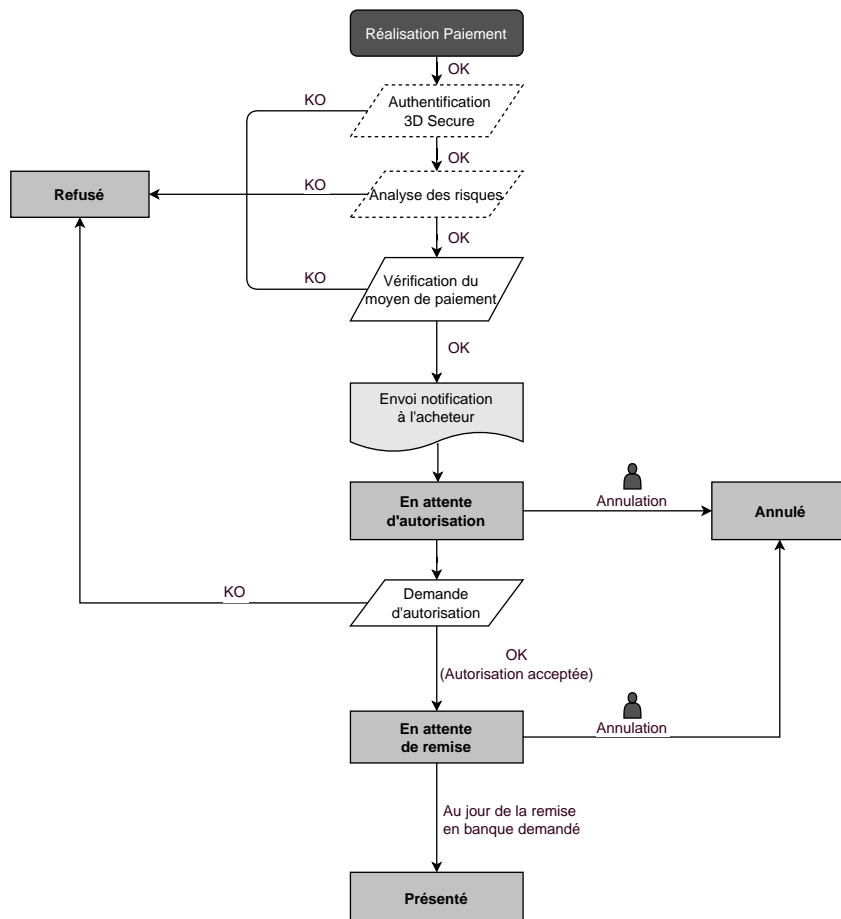 Réalisation Paiement
OK
KO
Authentification
3D Secure
OK
Refusé
KO
Analyse des risques
OK
KO
Vérification du
moyen de paiement
OK
Envoi notification
à l'acheteur
En attente
d'autorisation
Annulation
Annulé
KO
Demande
d'autorisation
OK
(Autorisation acceptée)
En attente
de remise
Annulation
Au jour de la remise
en banque demandé
Présenté